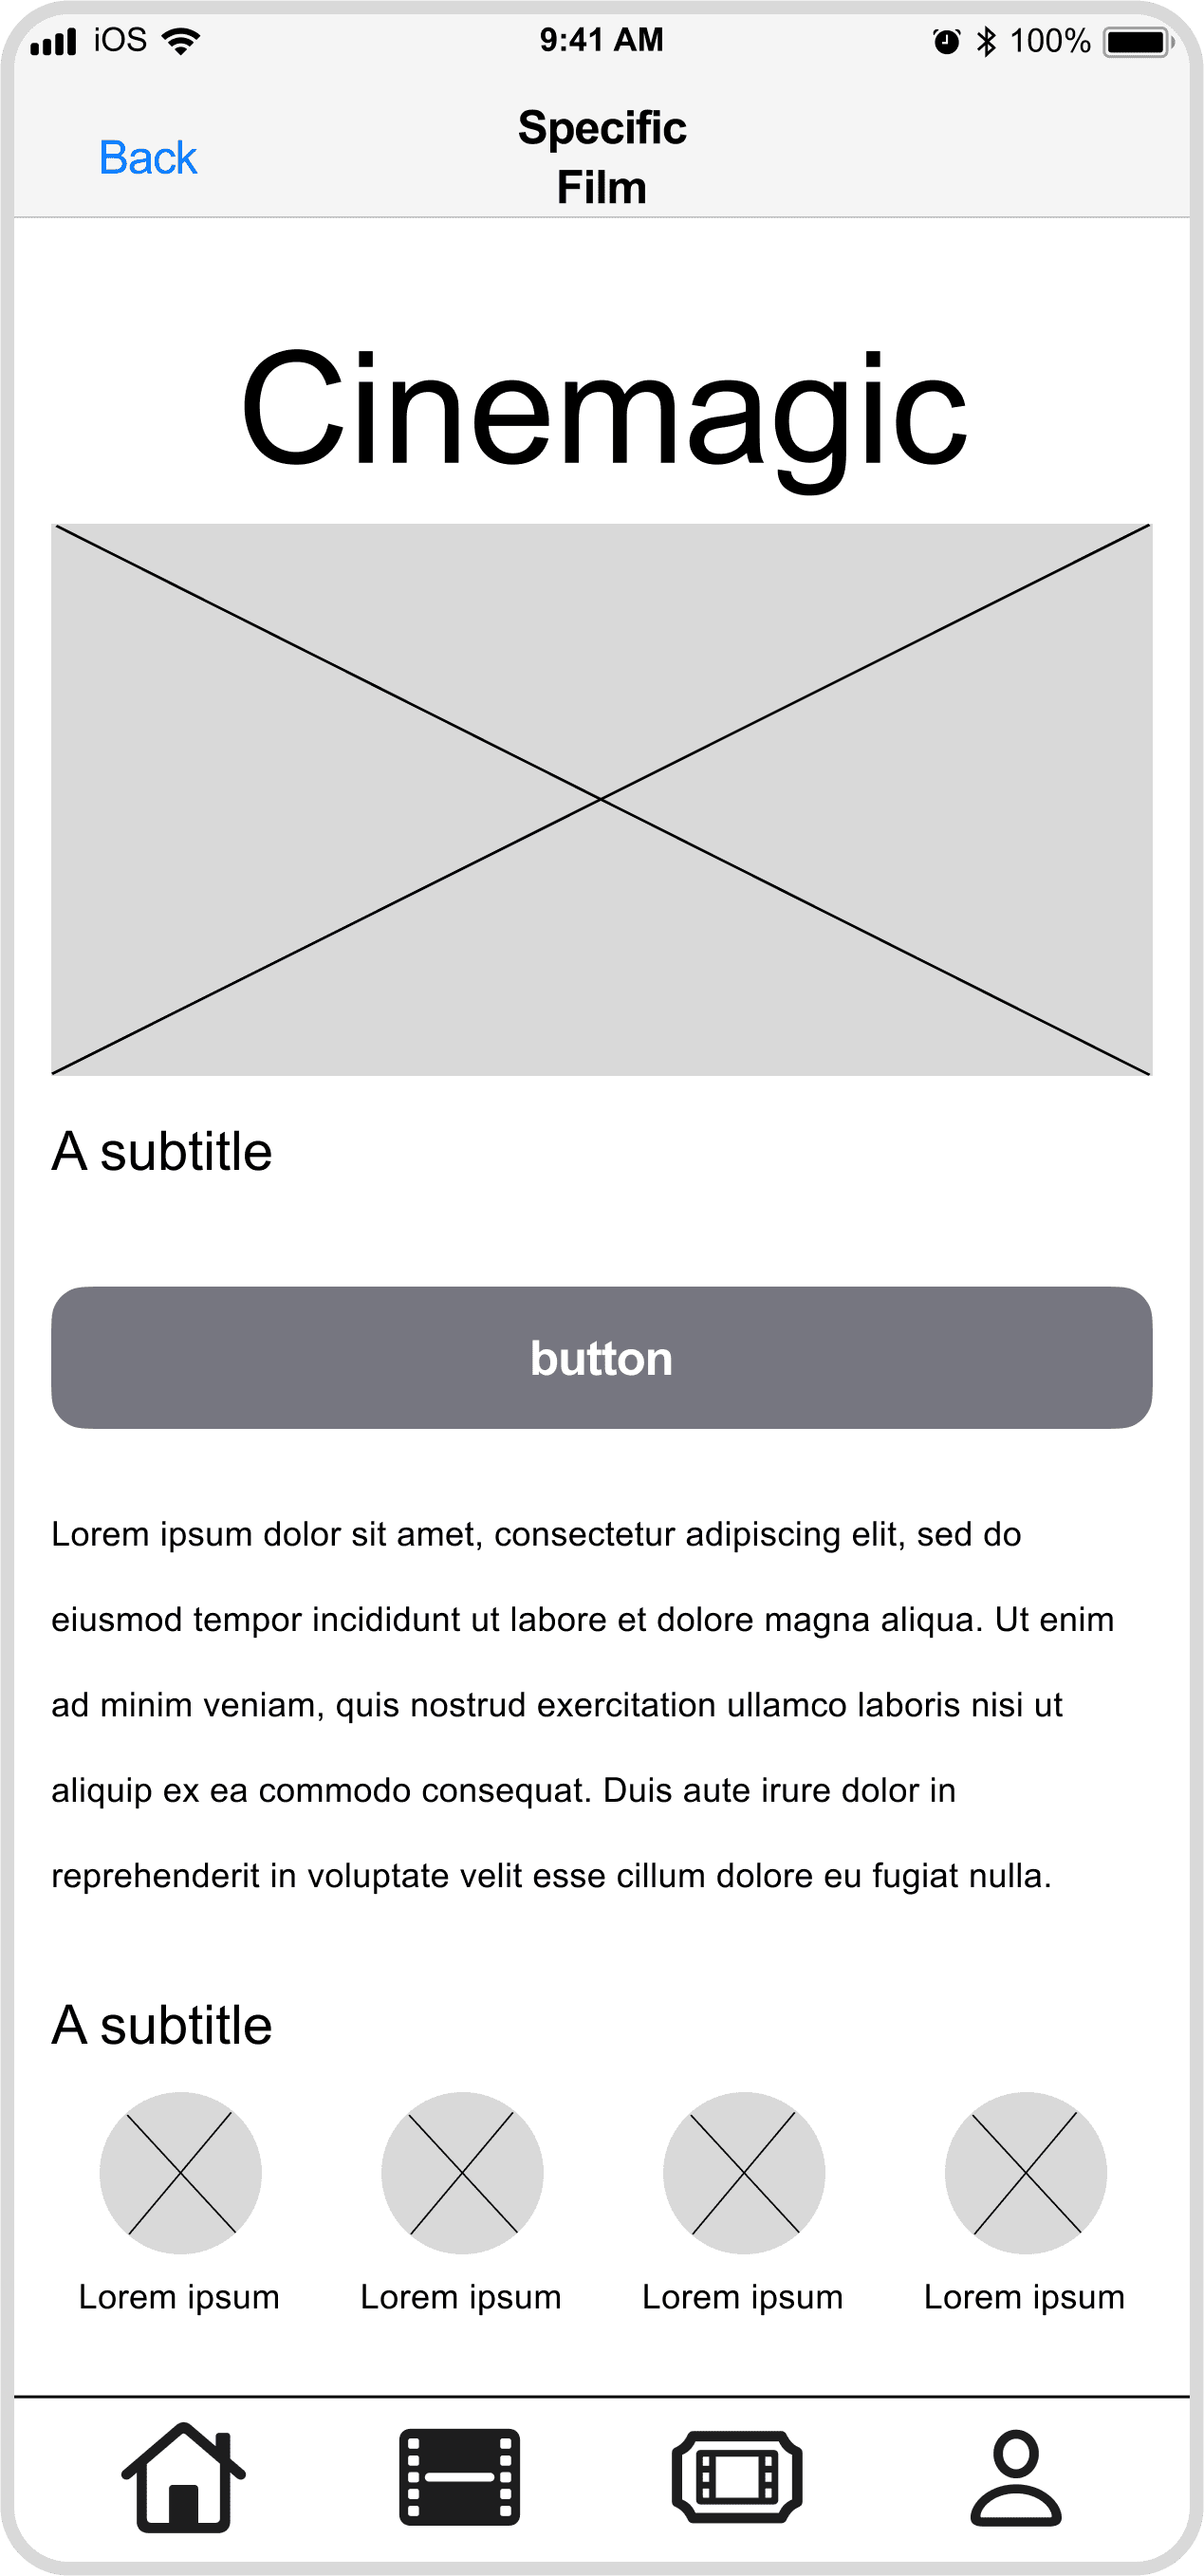 iOS 9:41 AM 100%
Back
Specific
Film
Cinemagic
A subtitle
button
Lorem ipsum dolor sit amet, consectetur adipiscing elit, sed do
eiusmod tempor incididunt ut labore et dolore magna aliqua. Ut enim
ad minim veniam, quis nostrud exercitation ullamco laboris nisi ut
aliquip ex ea commodo consequat. Duis aute irure dolor in
reprehenderit in voluptate velit esse cillum dolore eu fugiat nulla.
A subtitle
Lorem ipsum Lorem ipsum Lorem ipsum Lorem ipsum